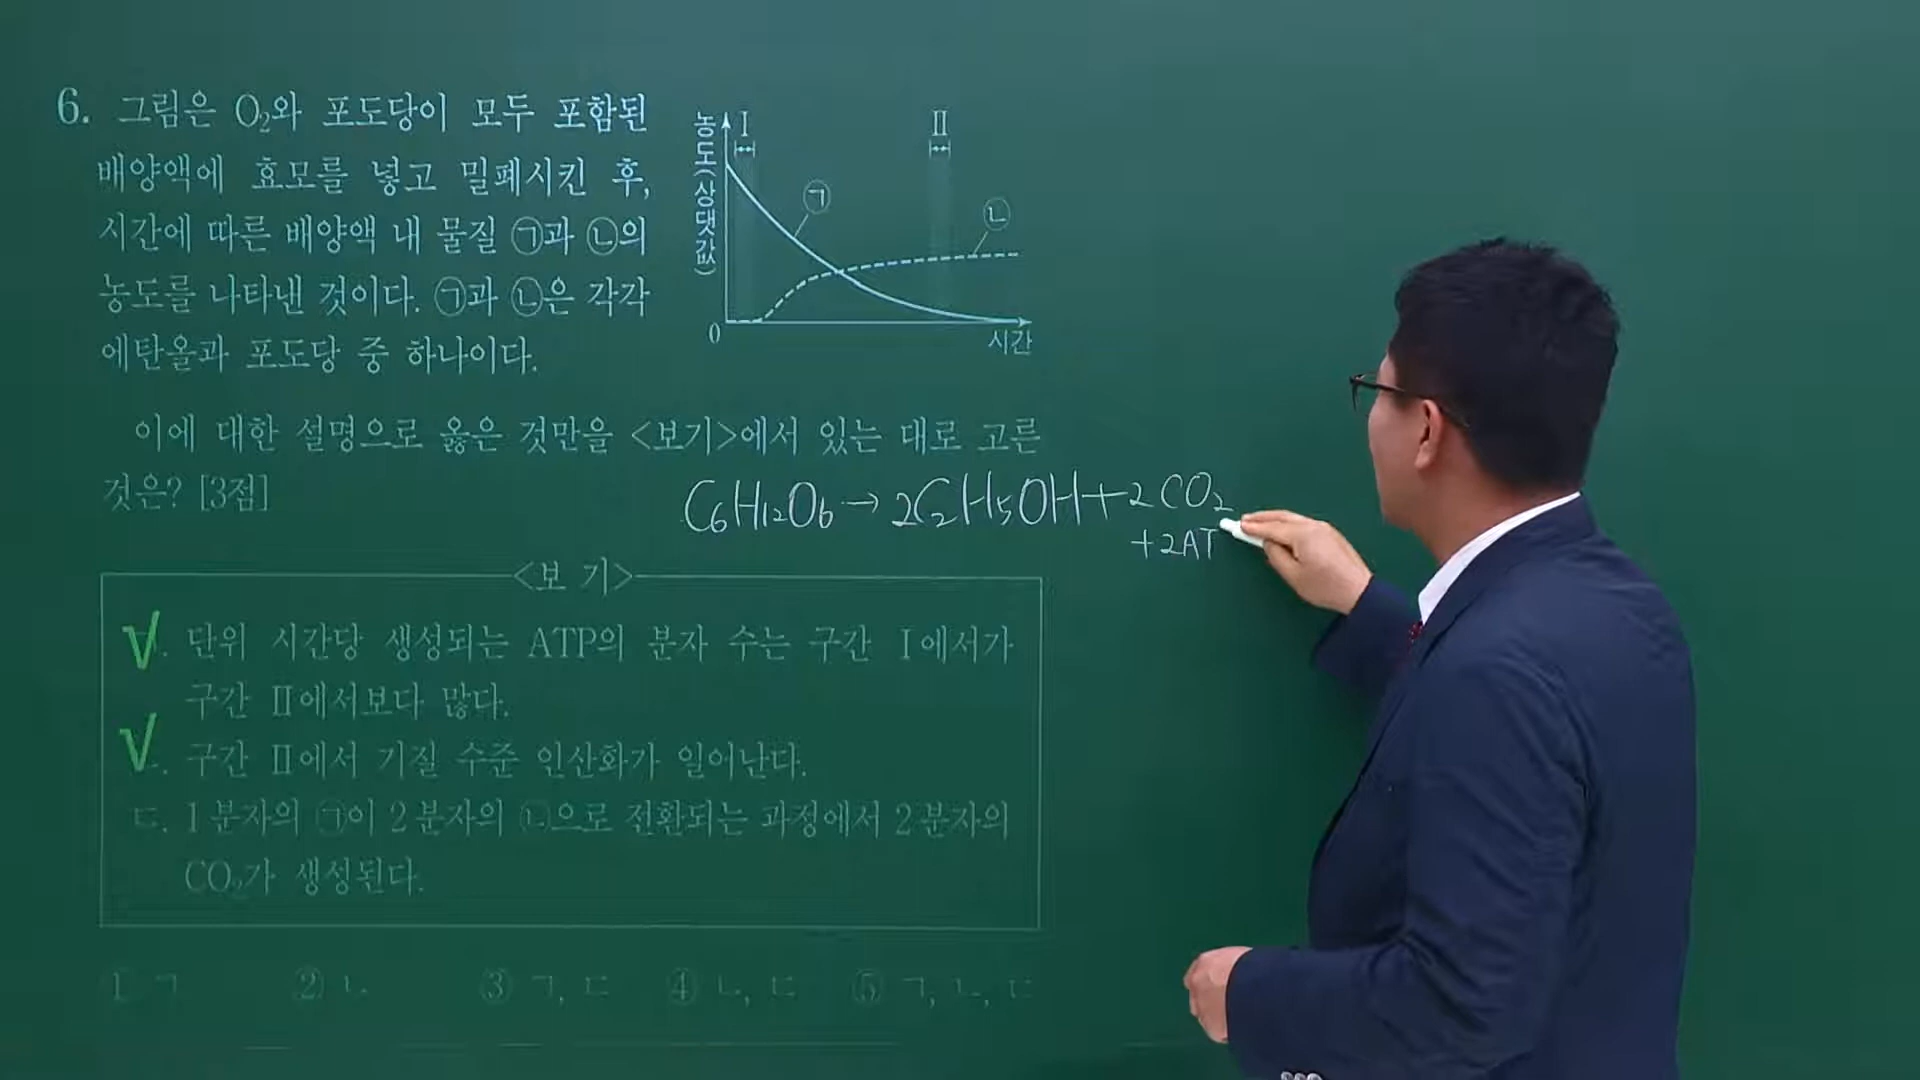 6. 그림은 O₂와 포도당이 모두 포함된
배양액에 효모를 넣고 밀폐시킨 후,
시간에 따른 배양액 내 물질 ㉠과 ㉡의
농도를 나타낸 것이다. ㉠과 ㉡은 각각
에탄올과 포도당 중 하나이다.
농도(상댓값)
Ⅰ
Ⅱ
㉠
㉡
0
시간
이에 대한 설명으로 옳은 것만을 <보기>에서 있는 대로 고른
것은? [3점]
C₆H₁₂O₆→2C₂H₅OH+2CO₂
+2AT
<보 기>
단위 시간당 생성되는 ATP의 분자 수는 구간 Ⅰ에서가
구간 Ⅱ에서보다 많다.
ㄴ. 구간 Ⅱ에서 기질 수준 인산화가 일어난다.
ㄷ. 1분자의 ㉠이 2분자의 ㉡으로 전환되는 과정에서 2분자의
CO₂가 생성된다.
① ㄱ ② ㄴ ③ ㄱ, ㄷ ④ ㄴ, ㄷ ⑤ ㄱ, ㄴ, ㄷ